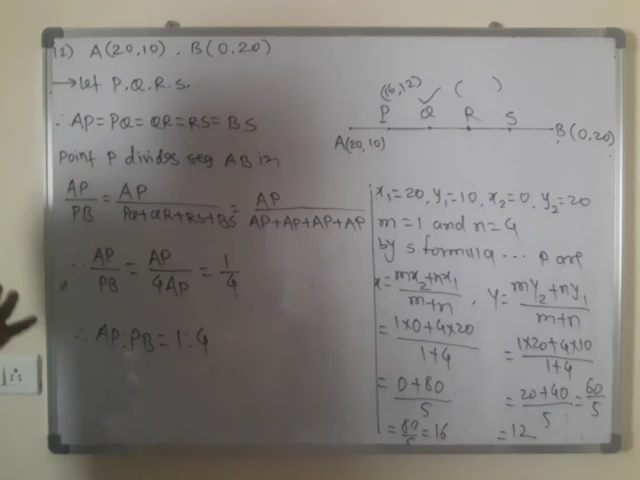 12) A(20,10) . B(0,20)
→ Let P.Q.R.S.
∴ AP=PQ=QR=RS=BS
Point P divides seg AB in
AP/PB = AP/PQ+QR+RS+BS = AP/AP+AP+AP+AP
∴ AP/PB = AP/4AP = 1/4
∴ AP:PB=1:4
(16,12) ( )
P Q R S
A(20,10) B(0,20)
x₁=20, y₁=10, x₂=0, y₂=20
m=1 and n=4
by s formula ... P are
x= mx₂+nx₁/m+n , y= my₂+ny₁/m+n
= 1×0+4×20/1+4 = 1×20+4×10/1+4
= 0+80/5 = 20+40/5 = 60/5
= 80/5 =16 =12